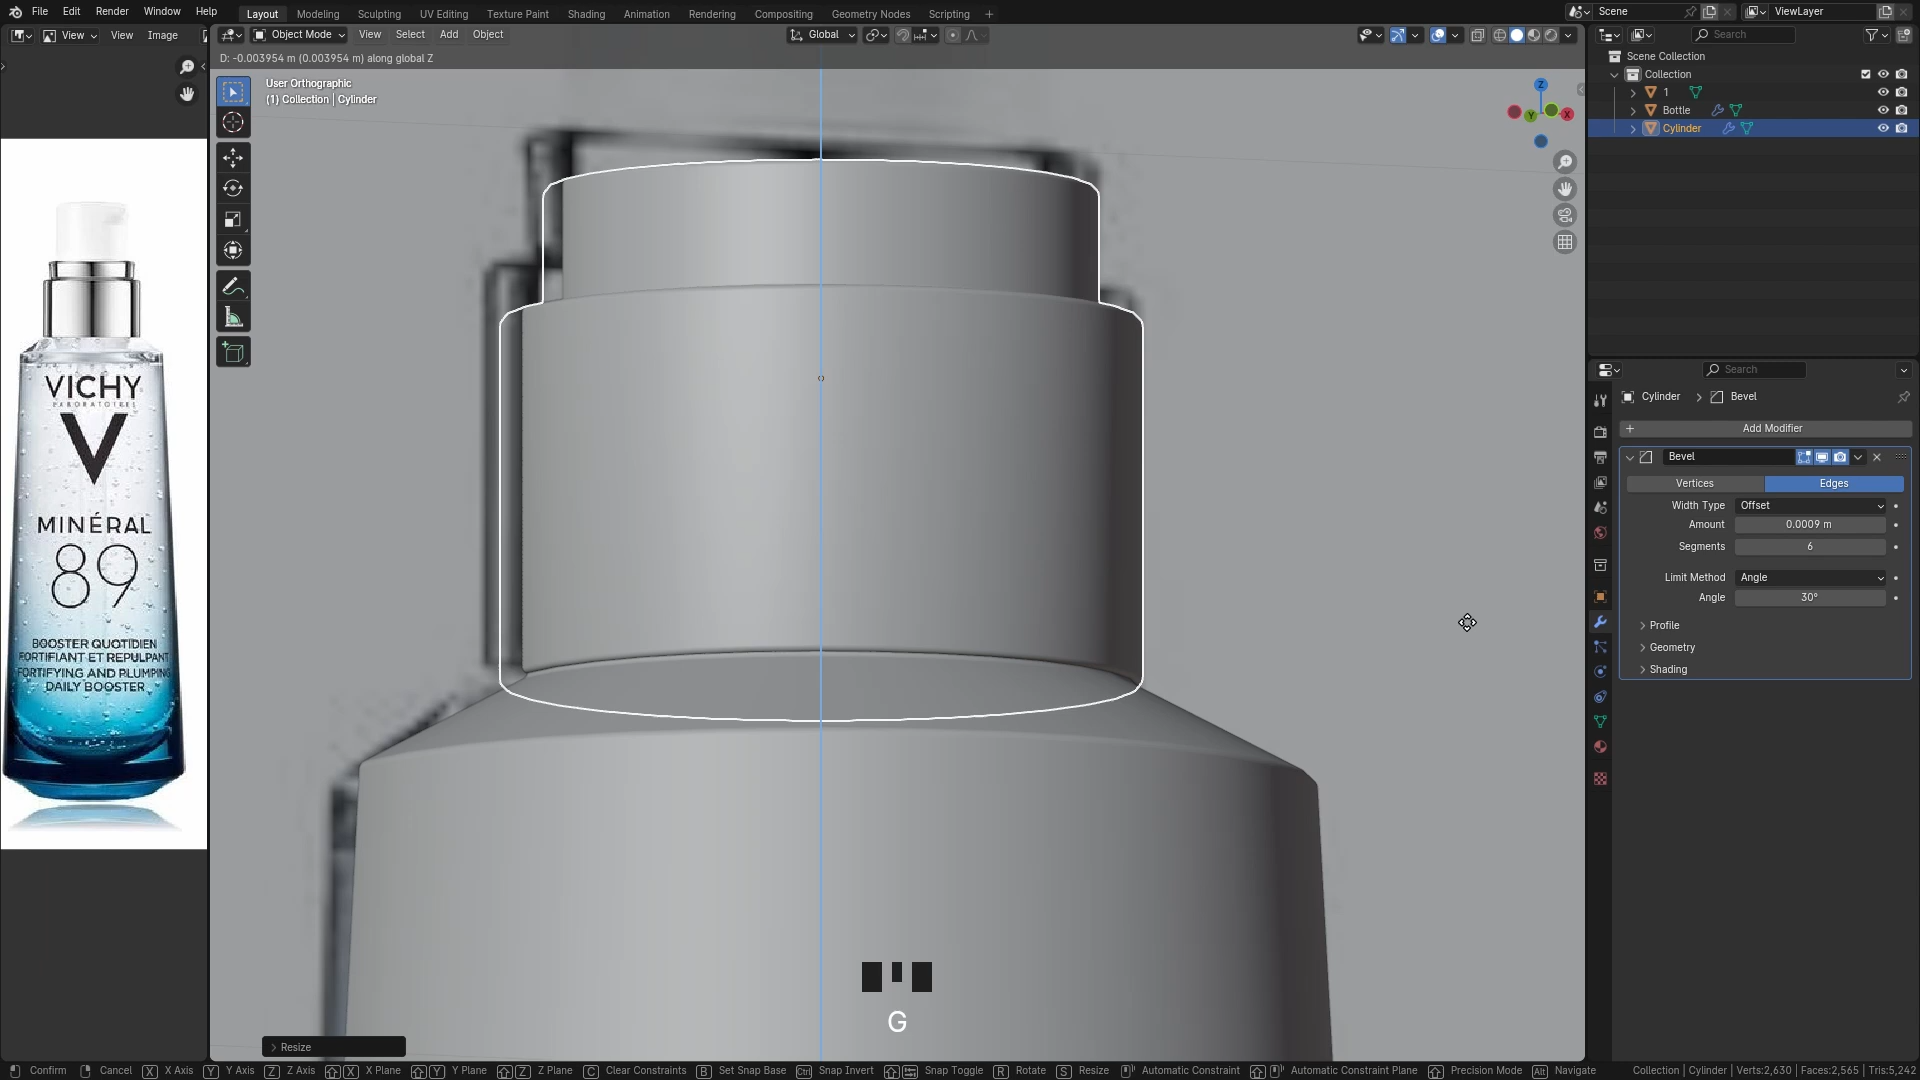 File Edit Render Window Help
Layout Modeling Sculpting UV Editing Texture Paint Shading Animation Rendering Compositing Geometry Nodes Scripting +
Scene
ViewLayer
View View Image
Object Mode View Select Add Object
Global
Search
D: -0.003954 m (0.003954 m) along global Z
User Orthographic
(1) Collection | Cylinder
Z
Y
X
Scene Collection
Collection
1
Bottle
Cylinder
Search
Cylinder > Bevel
+ Add Modifier
Bevel
Vertices Edges
Width Type Offset
Amount 0.0009 m
Segments 6
Limit Method Angle
Angle 30°
Profile
Geometry
Shading
VICHY
LABORATOIRES
V
MINÉRAL
89
BOOSTER QUOTIDIEN
FORTIFIANT ET REPULPANT
FORTIFYING AND PLUMPING
DAILY BOOSTER
G
Resize
Confirm Cancel X X Axis Y Y Axis Z Z Axis X X Plane Y Y Plane Z Z Plane C Clear Constraints B Set Snap Base Ctrl Snap Invert Snap Toggle G Move R Rotate S Resize Automatic Constraint Automatic Constraint Plane Precision Mode Alt Navigate
Collection | Cylinder | Verts:2,630 | Faces:2,565 | Tris:5,242